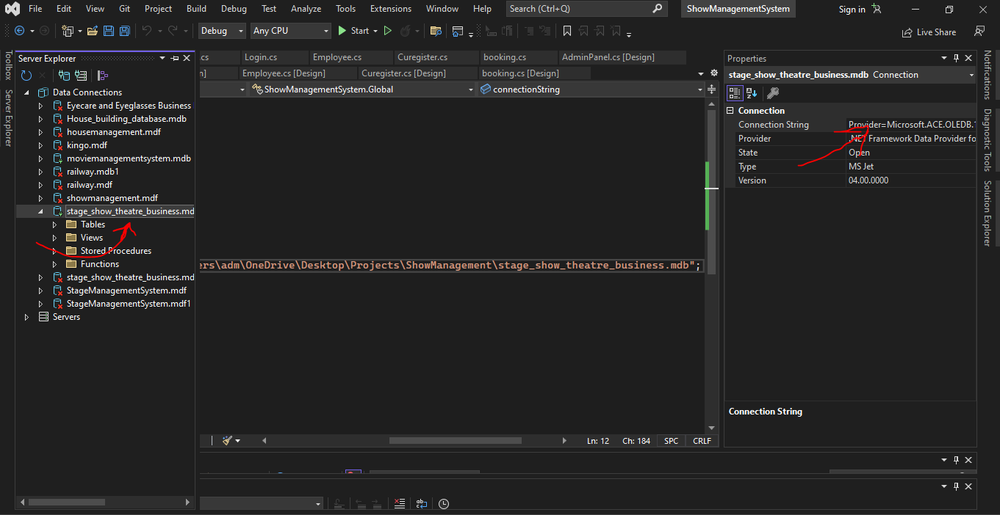 File Edit View Git Project Build Debug Test Analyze Tools Extensions Window Help Search (Ctrl+Q) ShowManagementSystem Sign in
Debug Any CPU Start Live Share
Toolbox
Server Explorer
Server Explorer
Data Connections
Eyecare and Eyeglasses Business
House_building_database.mdb
housemanagement.mdf
kingo.mdf
moviemanagementsystem.mdb
railway.mdb1
railway.mdf
showmanagement.mdf
stage_show_theatre_business.md
Tables
Views
Stored Procedures
Functions
stage_show_theatre_business.md
StageManagementSystem.mdf
StageManagementSystem.mdf1
Servers
cs Login.cs Employee.cs Curegister.cs booking.cs AdminPanel.cs [Design]
n] Employee.cs [Design] Curegister.cs [Design] booking.cs [Design]
ShowManagementSystem.Global connectionString
ers\adm\OneDrive\Desktop\Projects\ShowManagement\stage_show_theatre_business.mdb";
Ln: 12 Ch: 184 SPC CRLF
Properties
stage_show_theatre_business.mdb Connection
Connection
Connection String Provider=Microsoft.ACE.OLEDB.1
Provider .NET Framework Data Provider fo
State Open
Type MS Jet
Version 04.00.0000
Connection String
Notifications
Diagnostic Tools
Solution Explorer